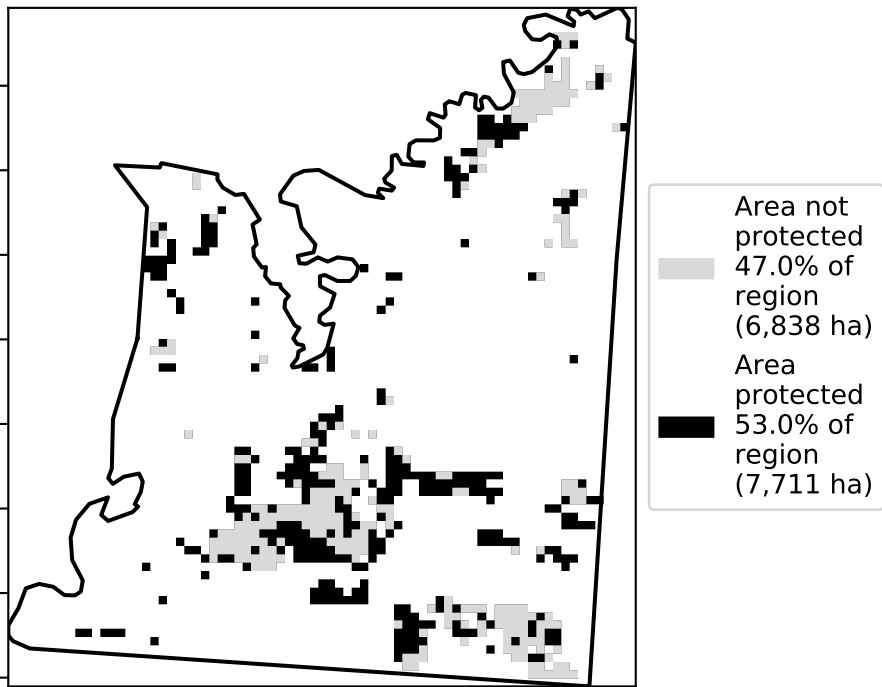 Area not
protected
47.0% of
region
(6,838 ha)
Area
protected
53.0% of
region
(7,711 ha)